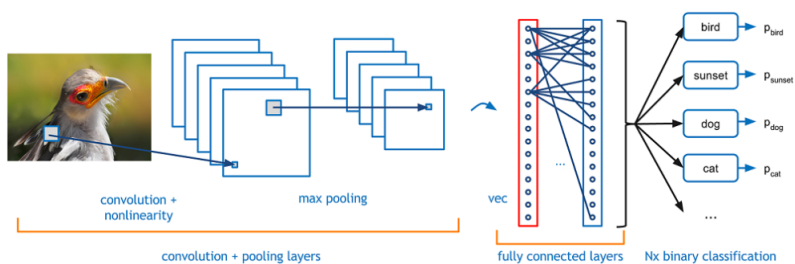 bird
p_bird
sunset
p_sunset
dog
p_dog
cat
p_cat
...
...
convolution +
nonlinearity
max pooling
vec
convolution + pooling layers
fully connected layers
Nx binary classification